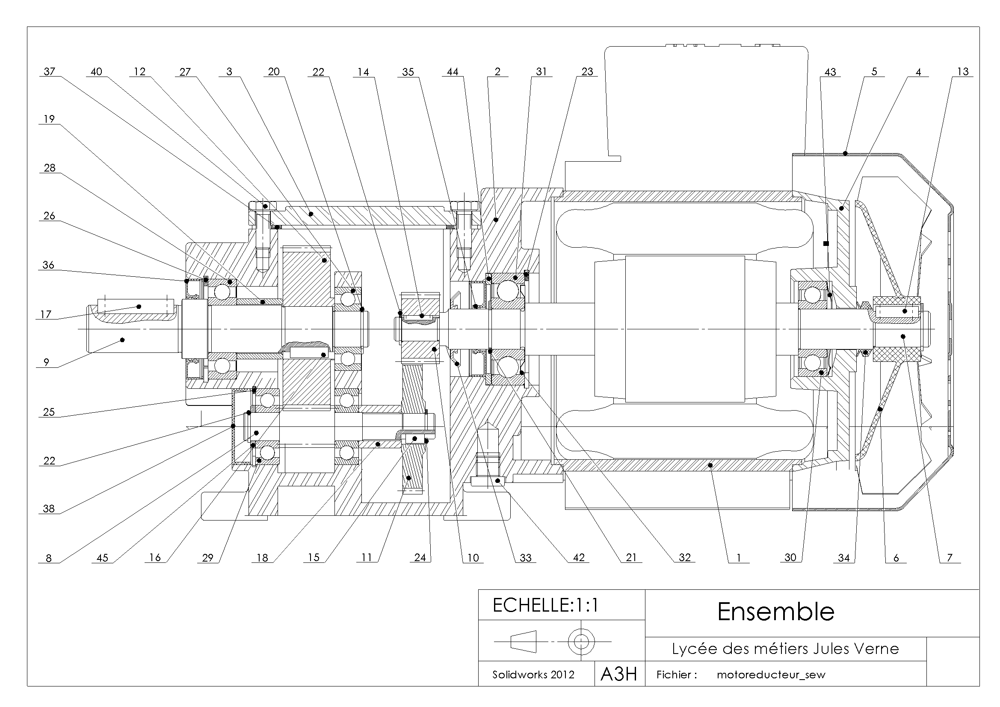 37 40 12 27 3 20 22 14 35 44 2 31 23 43 5 4 13
19
28
26
36
17
9
25
22
38
8 45 16 29 18 15 11 24 10 33 42 21 32 1 30 34 6 7
ECHELLE:1:1
Ensemble
Lycée des métiers Jules Verne
Solidworks 2012
A3H
Fichier : motoreducteur_sew